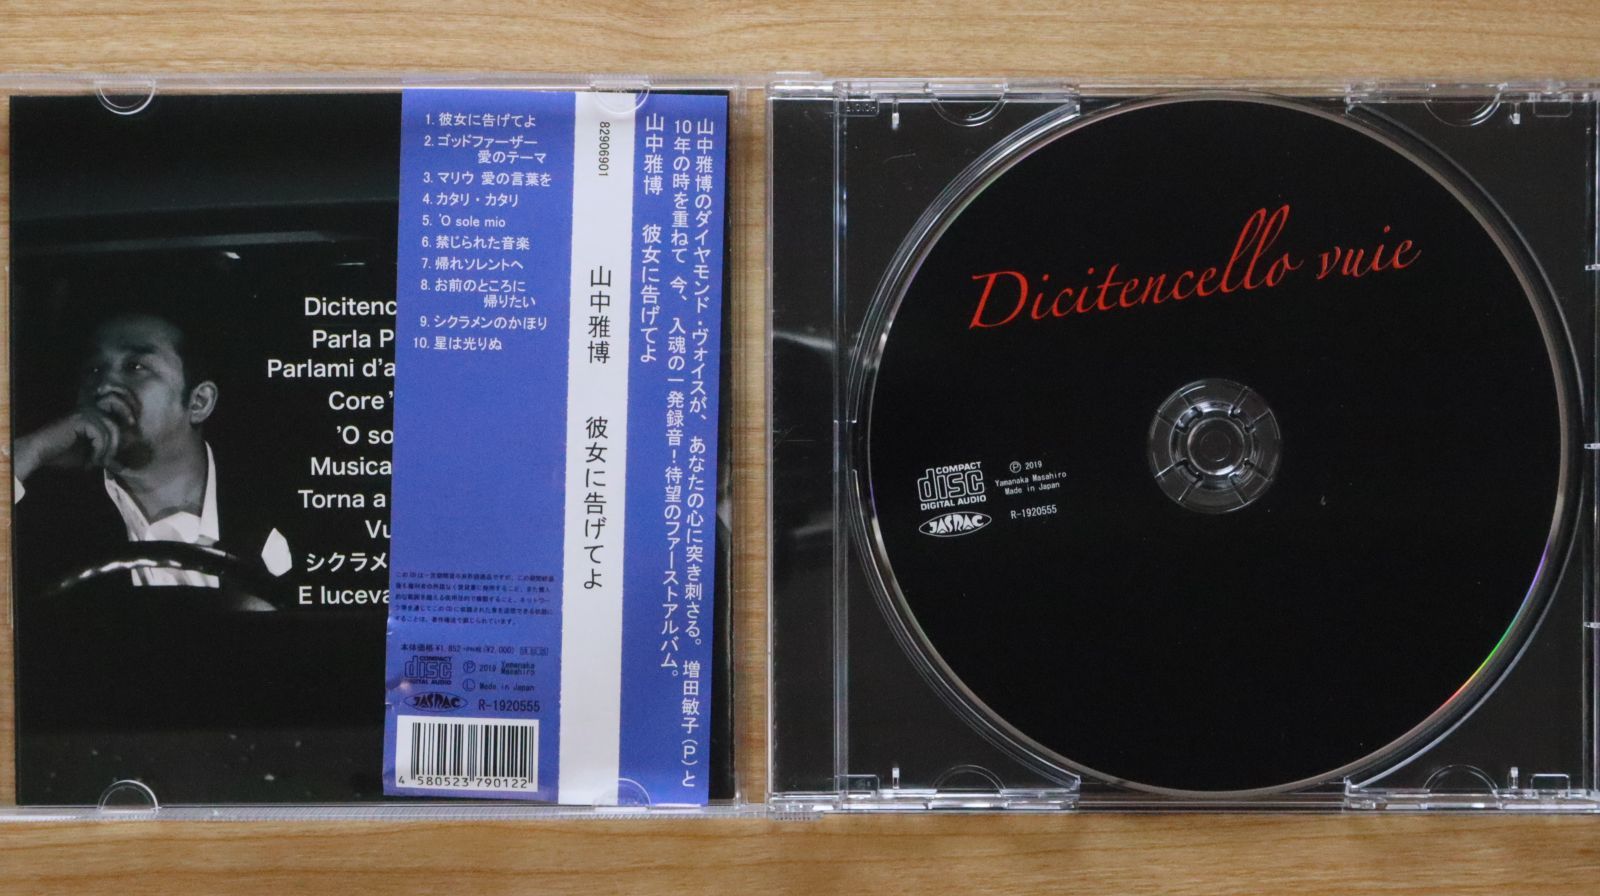 Dicitenc
Parla P
Parlami d'a
Core'
'O so
Musica
Torna a
Vu
シクラメ
E luceva
1. 彼女に告げてよ
2. ゴッドファーザー
愛のテーマ
3. マリウ 愛の言葉を
4. カタリ・カタリ
5. 'O sole mio
6. 禁じられた音楽
7. 帰れソレントへ
8. お前のところに
帰りたい
9. シクラメンのかほり
10. 星は光りぬ
本体価格¥1,852 (¥2,000)
COMPACT
disc
DIGITAL AUDIO
Ⓟ 2019 Yamanaka
Masahiro
Ⓛ Made in Japan
JASRAC
R-1920555
4 580523 790122
82906901
山中雅博 彼女に告げてよ
山中雅博のダイヤモンド・ヴォイスが、あなたの心に突き刺さる。増田敏子(P)と
10年の時を重ねて 今、入魂の一発録音!待望のファーストアルバム。
山中雅博 彼女に告げてよ
Dicitencello vuie
COMPACT
disc
DIGITAL AUDIO
Ⓟ 2019
Yamanaka Masahiro
Made in Japan
JASRAC
R-1920555